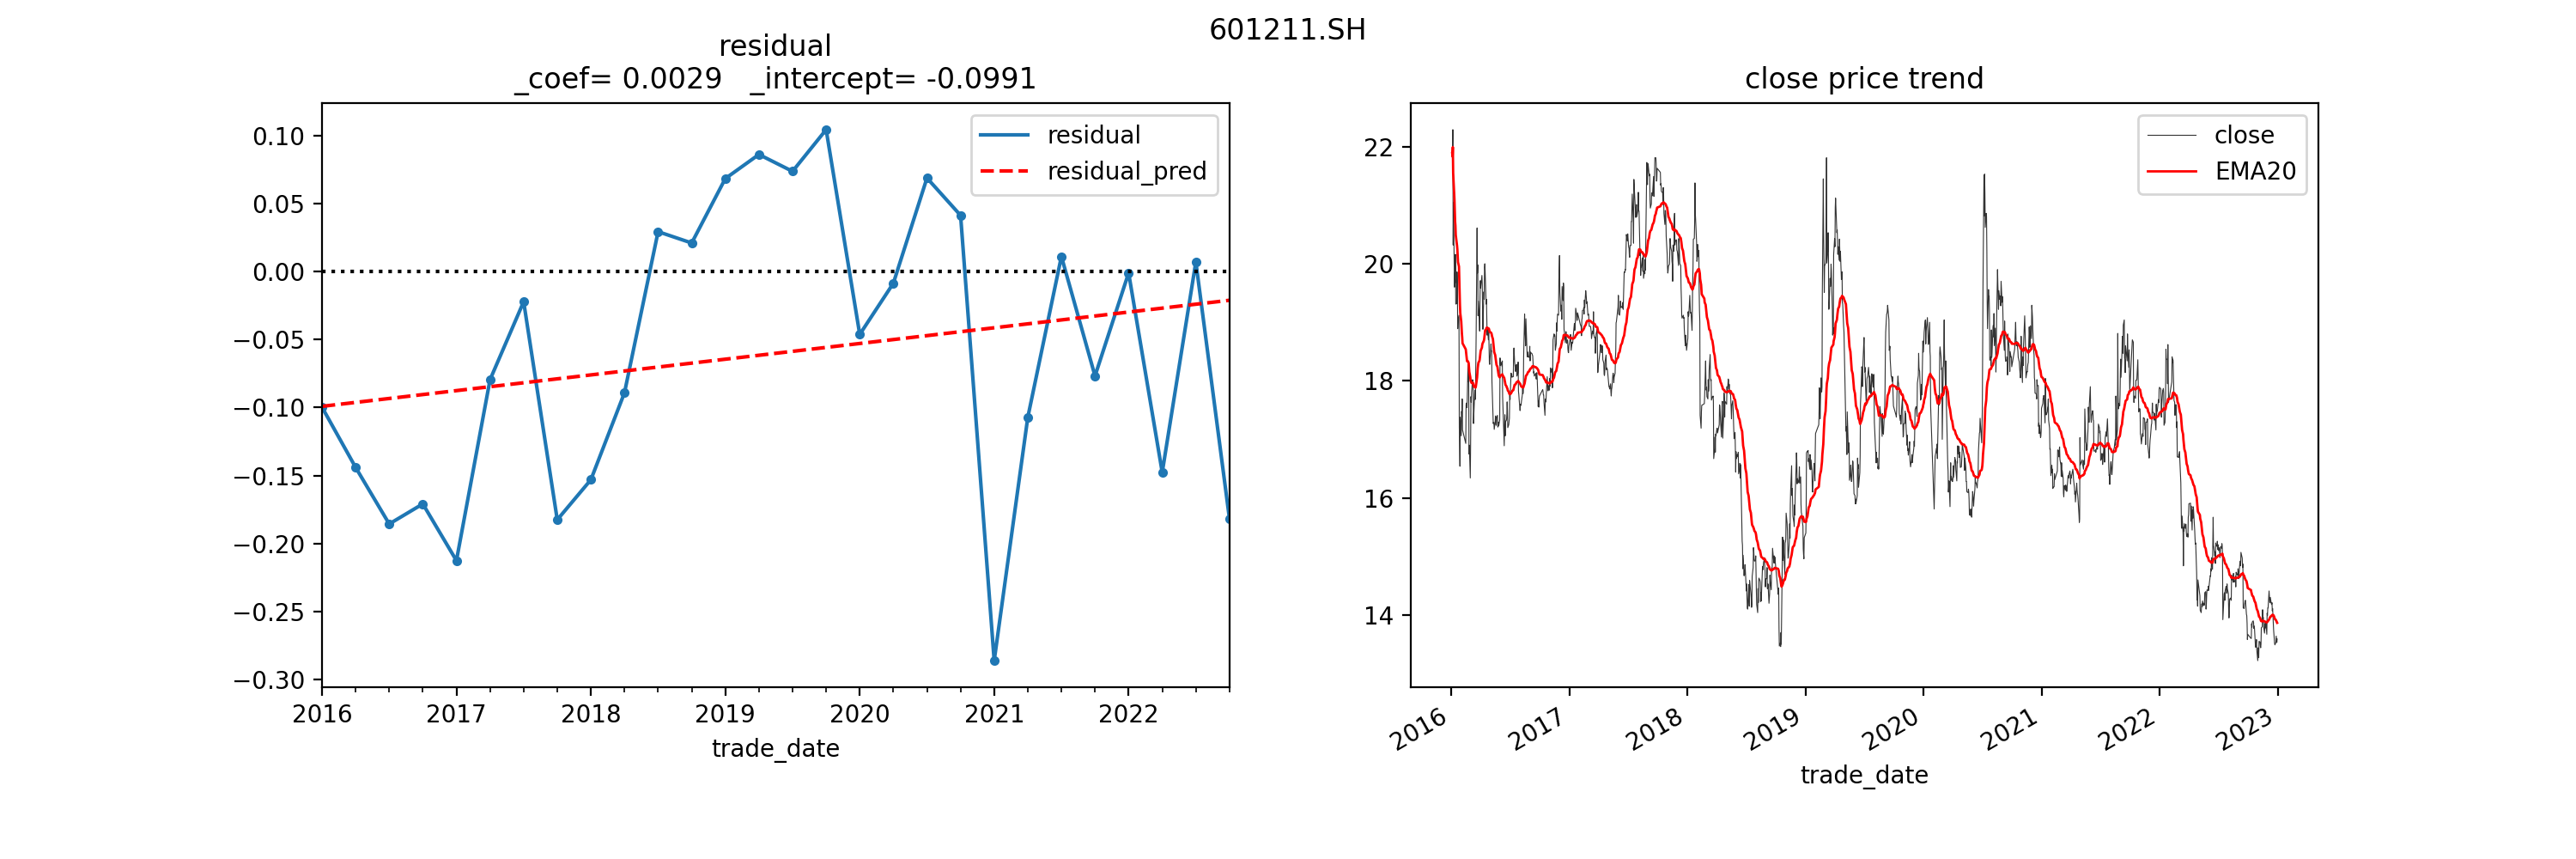 601211.SH
residual
_coef= 0.0029   _intercept= -0.0991
residual
residual_pred
0.10
0.05
0.00
−0.05
−0.10
−0.15
−0.20
−0.25
−0.30
2016 2017 2018 2019 2020 2021 2022
trade_date
close price trend
close
EMA20
22
20
18
16
14
2016 2017 2018 2019 2020 2021 2022 2023
trade_date